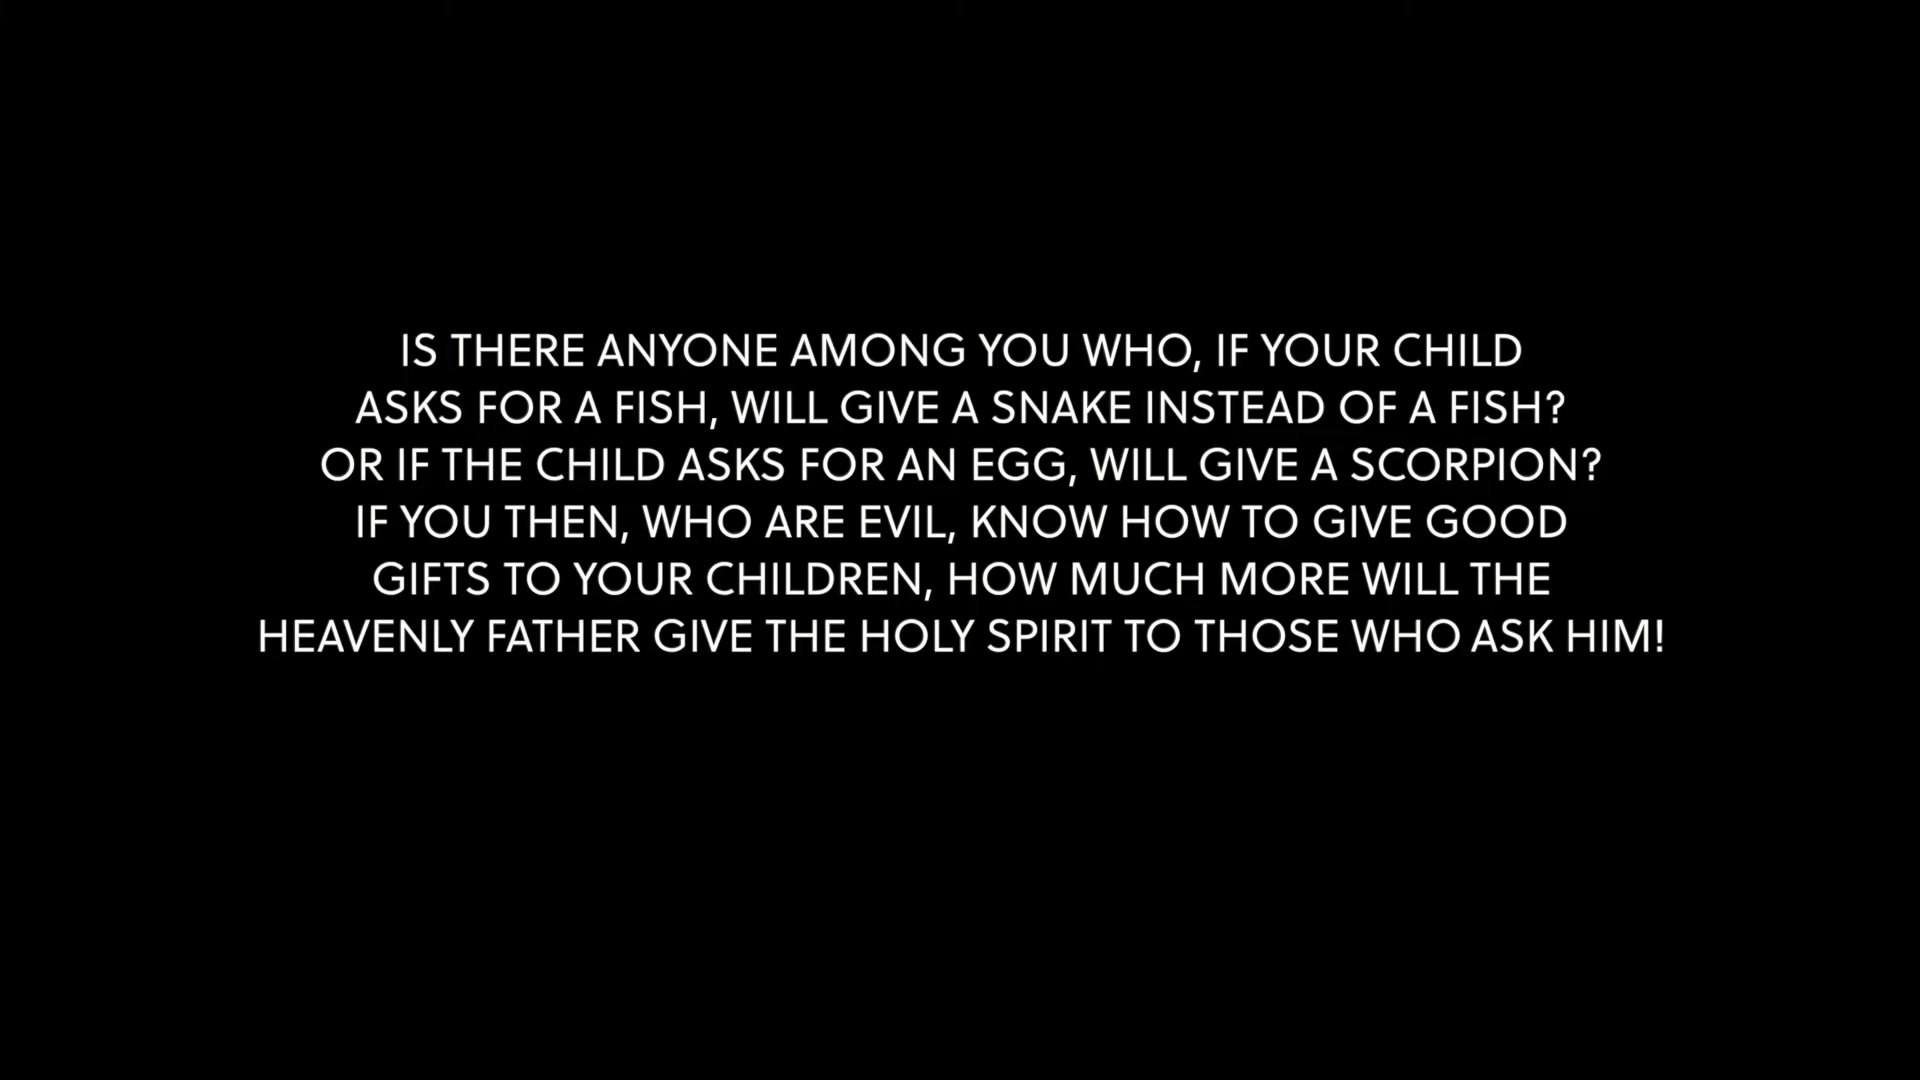 IS THERE ANYONE AMONG YOU WHO, IF YOUR CHILD
ASKS FOR A FISH, WILL GIVE A SNAKE INSTEAD OF A FISH?
OR IF THE CHILD ASKS FOR AN EGG, WILL GIVE A SCORPION?
IF YOU THEN, WHO ARE EVIL, KNOW HOW TO GIVE GOOD
GIFTS TO YOUR CHILDREN, HOW MUCH MORE WILL THE
HEAVENLY FATHER GIVE THE HOLY SPIRIT TO THOSE WHO ASK HIM!